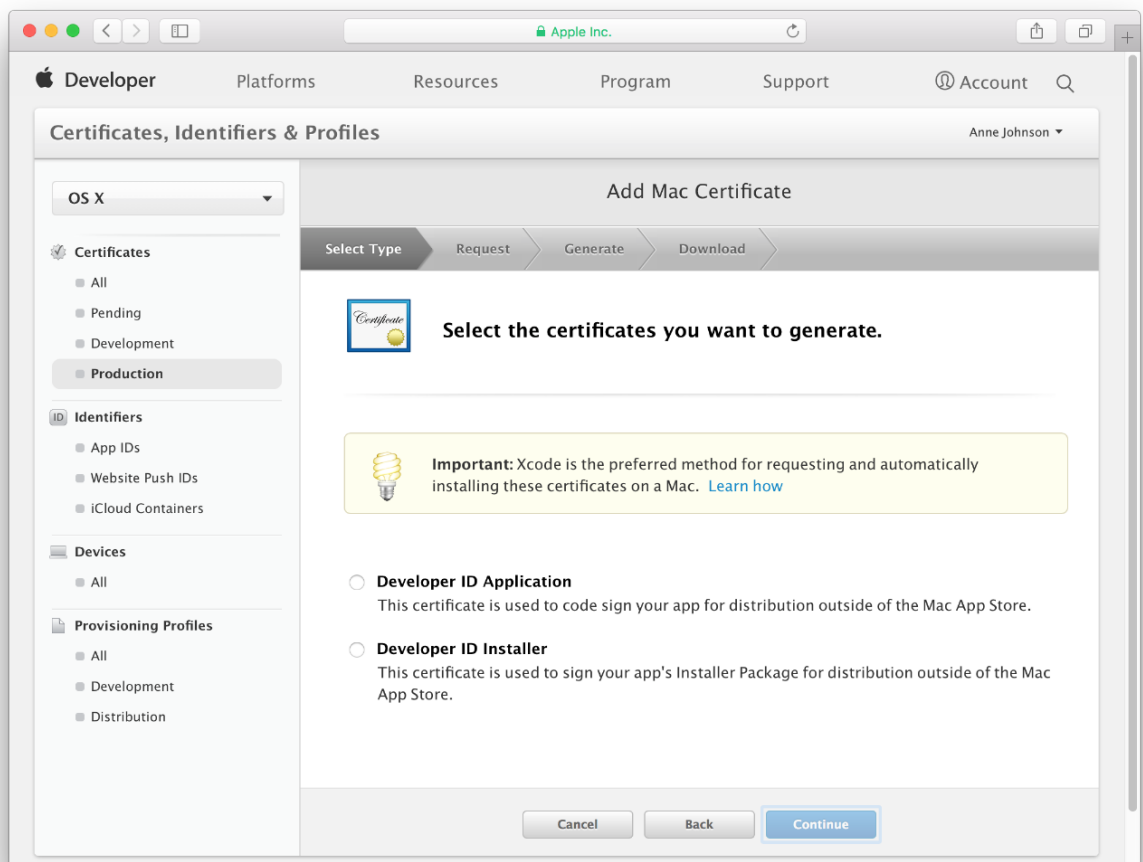 Apple Inc.
Developer
Platforms
Resources
Program
Support
Account
Certificates, Identifiers & Profiles
Anne Johnson
OS X
Certificates
All
Pending
Development
Production
ID Identifiers
App IDs
Website Push IDs
iCloud Containers
Devices
All
Provisioning Profiles
All
Development
Distribution
Add Mac Certificate
Select Type
Request
Generate
Download
Certificate
Select the certificates you want to generate.
Important: Xcode is the preferred method for requesting and automatically
installing these certificates on a Mac. Learn how
Developer ID Application
This certificate is used to code sign your app for distribution outside of the Mac App Store.
Developer ID Installer
This certificate is used to sign your app's Installer Package for distribution outside of the Mac
App Store.
Cancel
Back
Continue